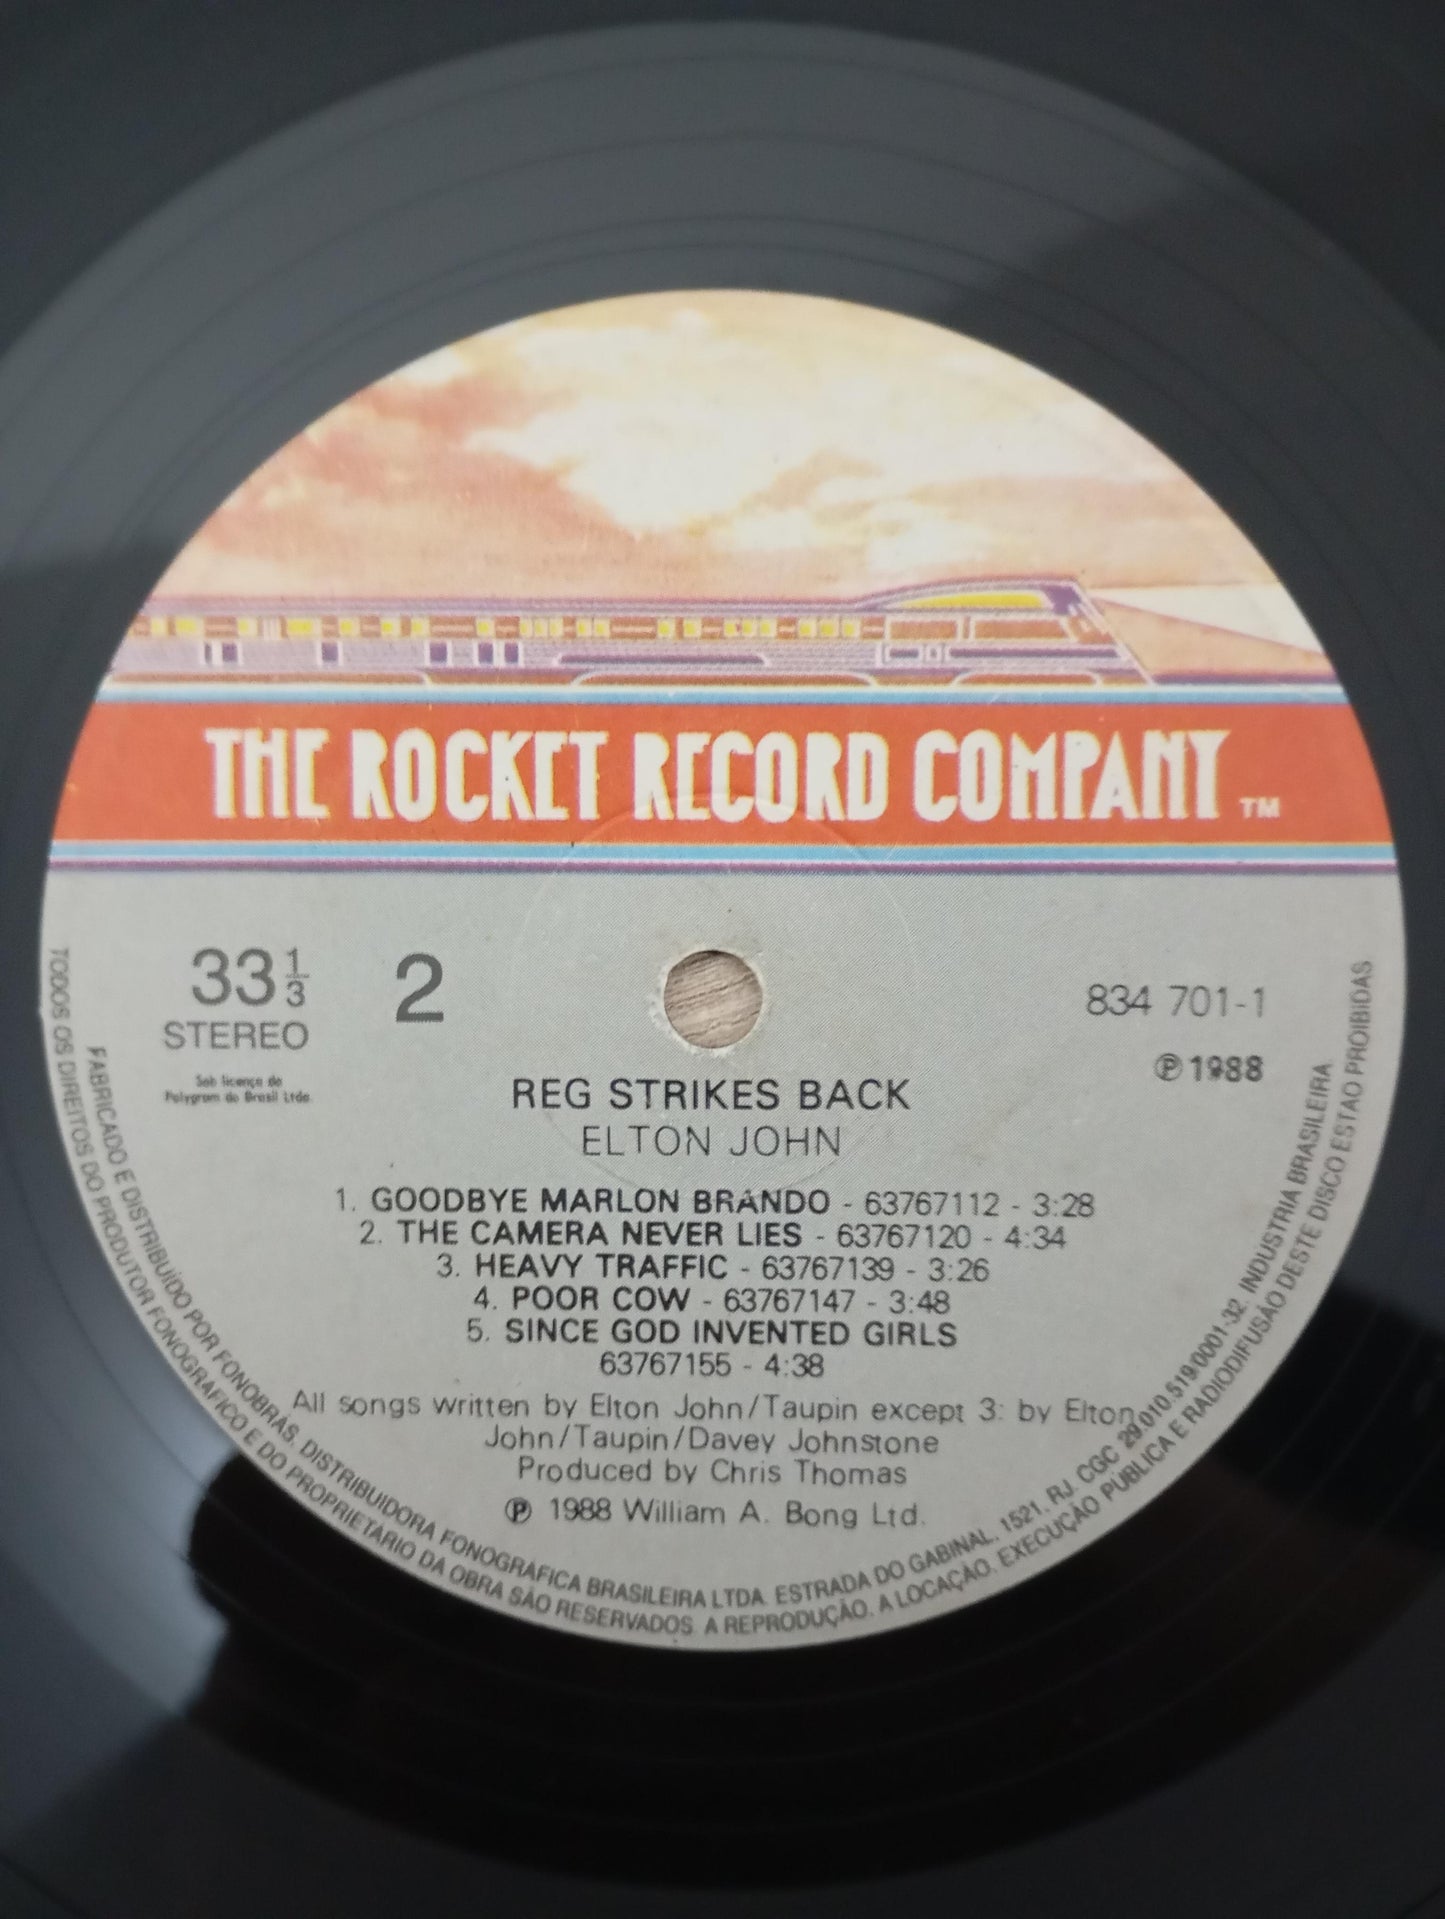 THE ROCKET RECORD COMPANY TM
33 1/3
STEREO
2
834 701-1
℗ 1988
Sob licença da
Polygram do Brasil Ltda.
REG STRIKES BACK
ELTON JOHN
1. GOODBYE MARLON BRANDO - 63767112 - 3:28
2. THE CAMERA NEVER LIES - 63767120 - 4:34
3. HEAVY TRAFFIC - 63767139 - 3:26
4. POOR COW - 63767147 - 3:48
5. SINCE GOD INVENTED GIRLS
63767155 - 4:38
All songs written by Elton John/Taupin except 3: by Elton
John/Taupin/Davey Johnstone
Produced by Chris Thomas
℗ 1988 William A. Bong Ltd.
FABRICADO E DISTRIBUÍDO POR FONOBRÁS, DISTRIBUIDORA FONOGRÁFICA BRASILEIRA LTDA. ESTRADA DO GABINAL, 1521, RJ. CGC 29.010.519/0001-32. INDÚSTRIA BRASILEIRA
TODOS OS DIREITOS DO PRODUTOR FONOGRÁFICO E DO PROPRIETÁRIO DA OBRA SÃO RESERVADOS. A REPRODUÇÃO, A LOCAÇÃO, EXECUÇÃO PÚBLICA E RADIODIFUSÃO DESTE DISCO ESTÃO PROIBIDAS